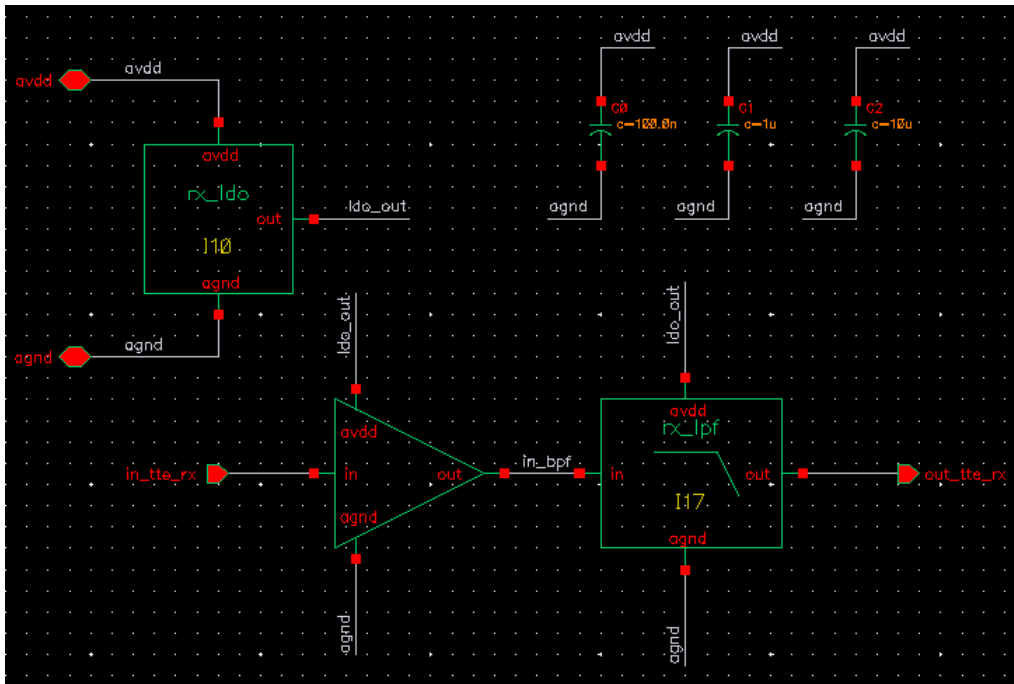 avdd
avdd
avdd
rx_ldo
out
I10
agnd
ldo_out
agnd
agnd
avdd
C0
c=100.0n
agnd
avdd
C1
c=1u
agnd
avdd
C2
c=10u
agnd
ldo_out
in_tte_rx
avdd
in
out
agnd
agnd
in_bpf
ldo_out
avdd
rx_lpf
in
out
I17
agnd
agnd
out_tte_rx